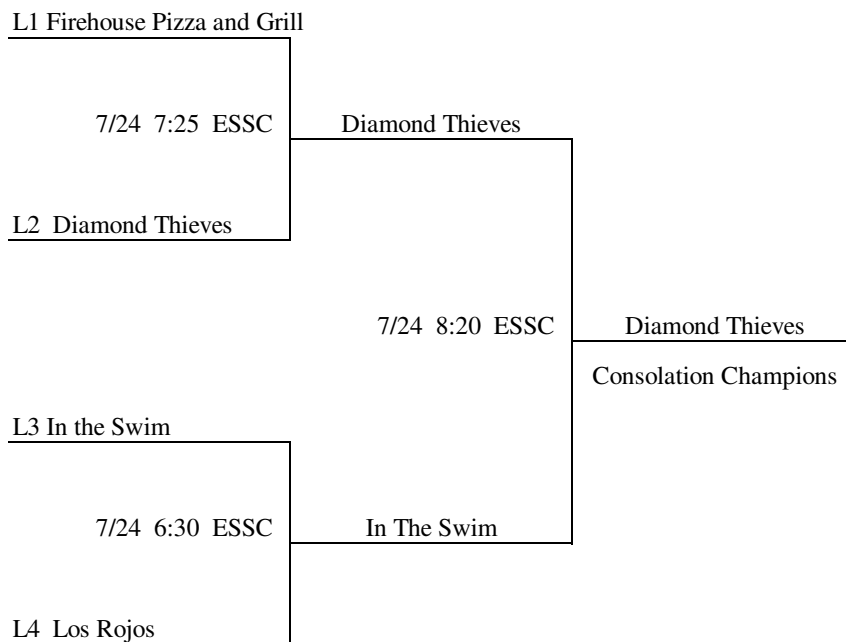 L1 Firehouse Pizza and Grill
7/24 7:25 ESSC
Diamond Thieves
L2 Diamond Thieves
7/24 8:20 ESSC
Diamond Thieves
Consolation Champions
L3 In the Swim
7/24 6:30 ESSC
In The Swim
L4 Los Rojos